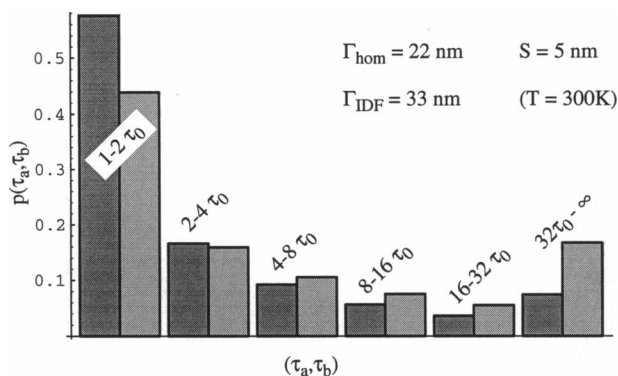 Γhom = 22 nm S = 5 nm
ΓIDF = 33 nm (T = 300K)
p(τa,τb)
0.5
0.4
0.3
0.2
0.1
1-2 τ0
2-4 τ0
4-8 τ0
8-16 τ0
16-32 τ0
32τ0 - ∞
(τa,τb)